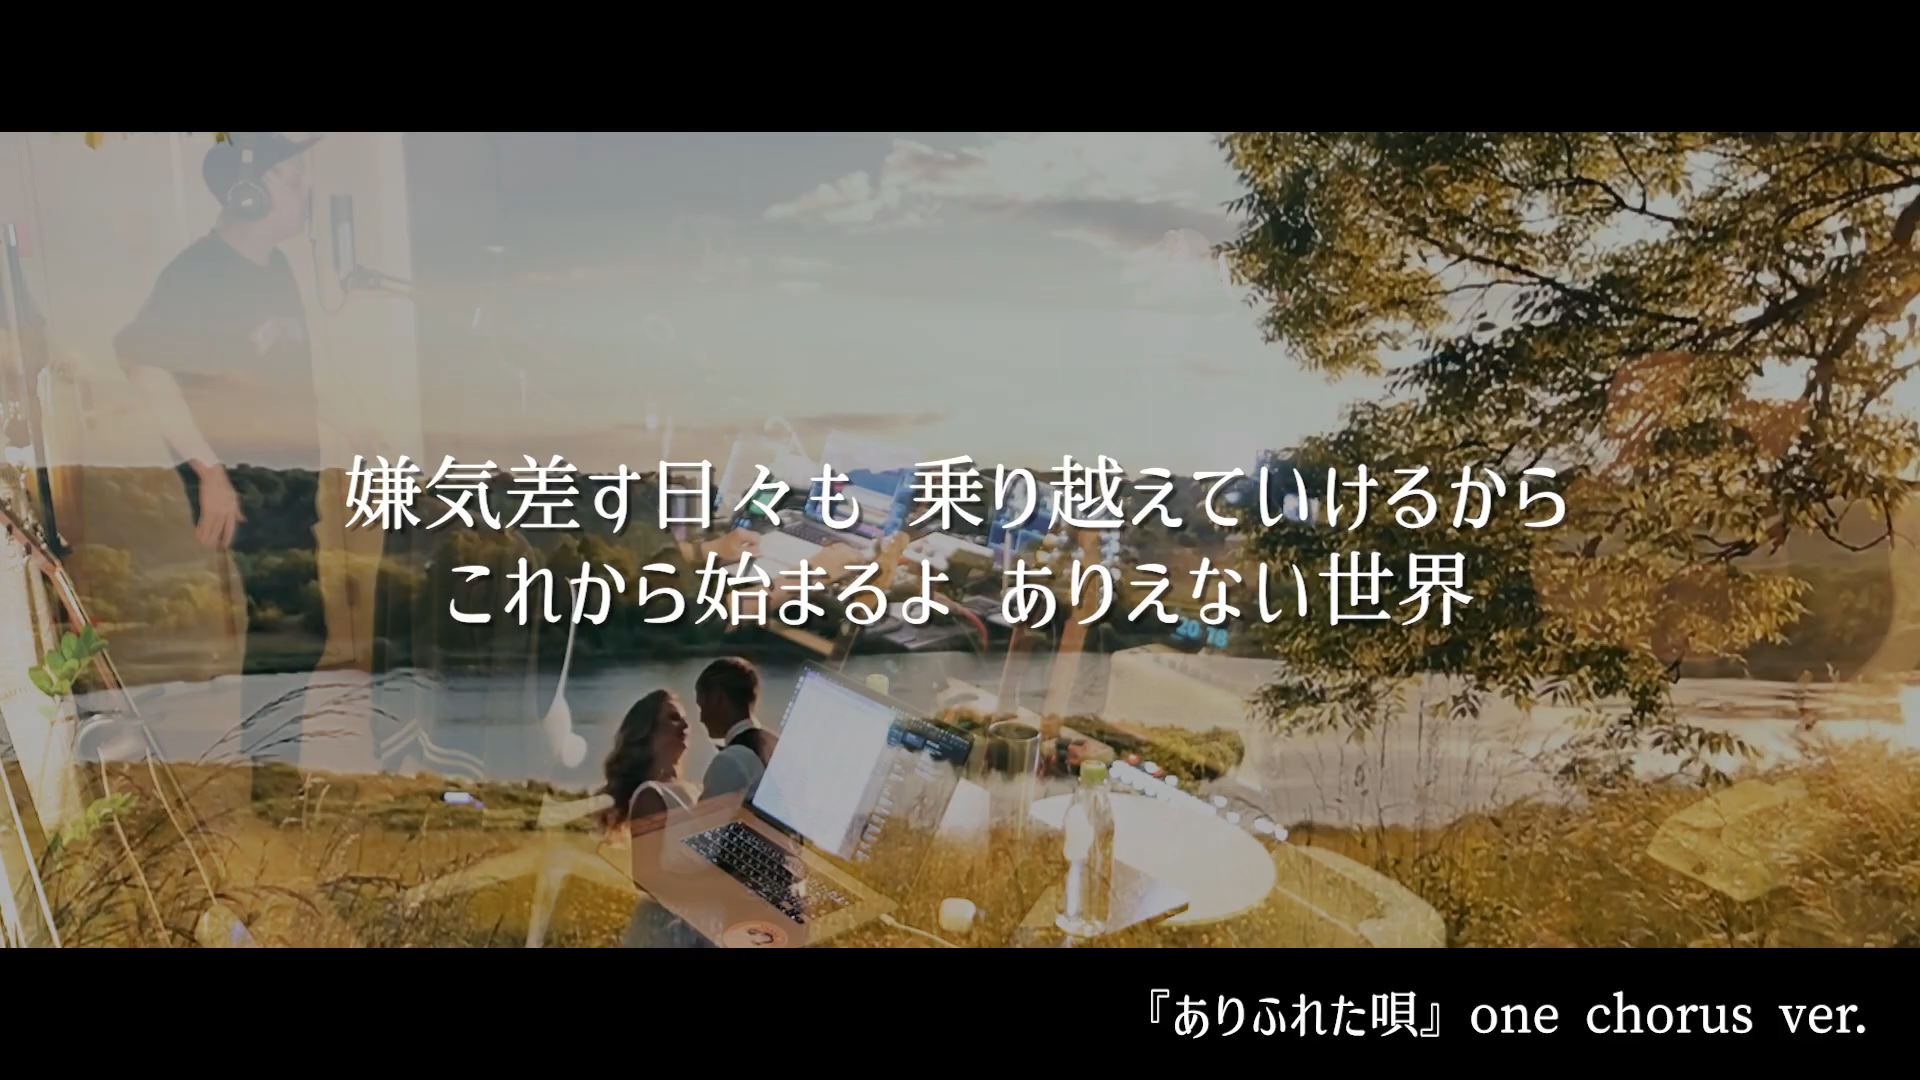 嫌気差す日々も 乗り越えていけるから
これから始まるよ ありえない世界
20 18
『ありふれた唄』one chorus ver.